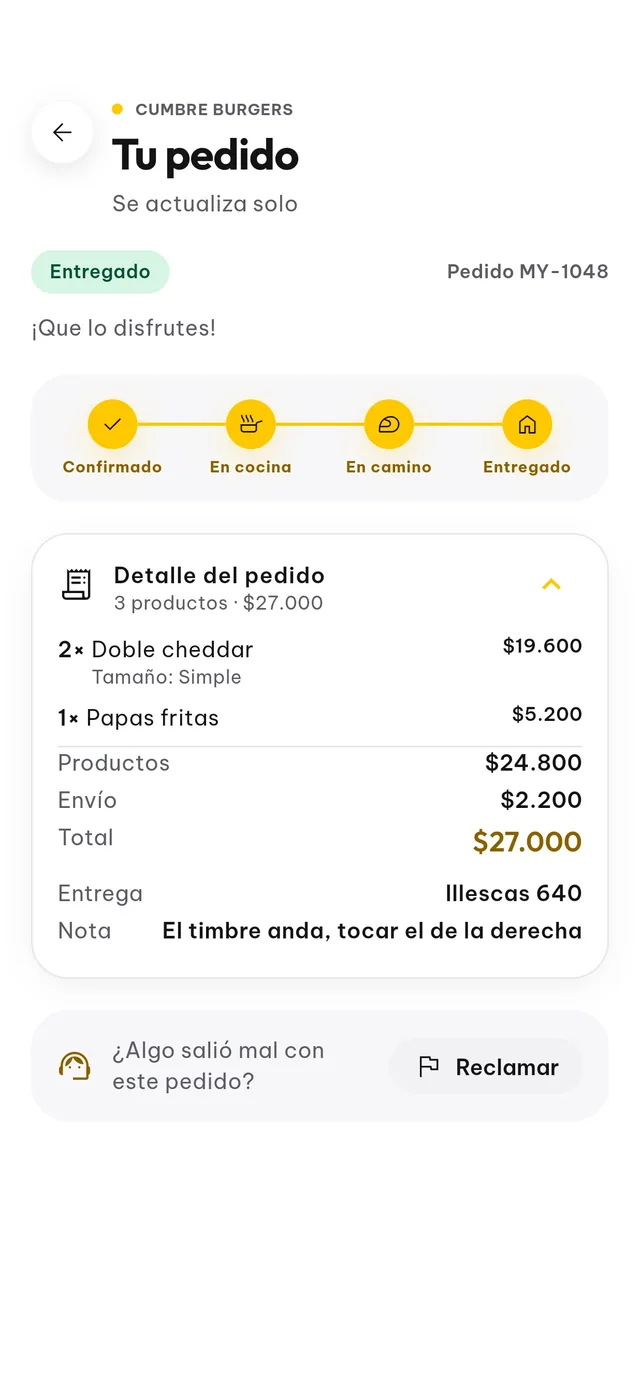 CUMBRE BURGERS
Tu pedido
Se actualiza solo
Entregado
Pedido MY-1048
¡Que lo disfrutes!
Confirmado
En cocina
En camino
Entregado
Detalle del pedido
3 productos · $27.000
2× Doble cheddar $19.600
Tamaño: Simple
1× Papas fritas $5.200
Productos $24.800
Envío $2.200
Total $27.000
Entrega Illescas 640
Nota El timbre anda, tocar el de la derecha
¿Algo salió mal con
este pedido?
Reclamar